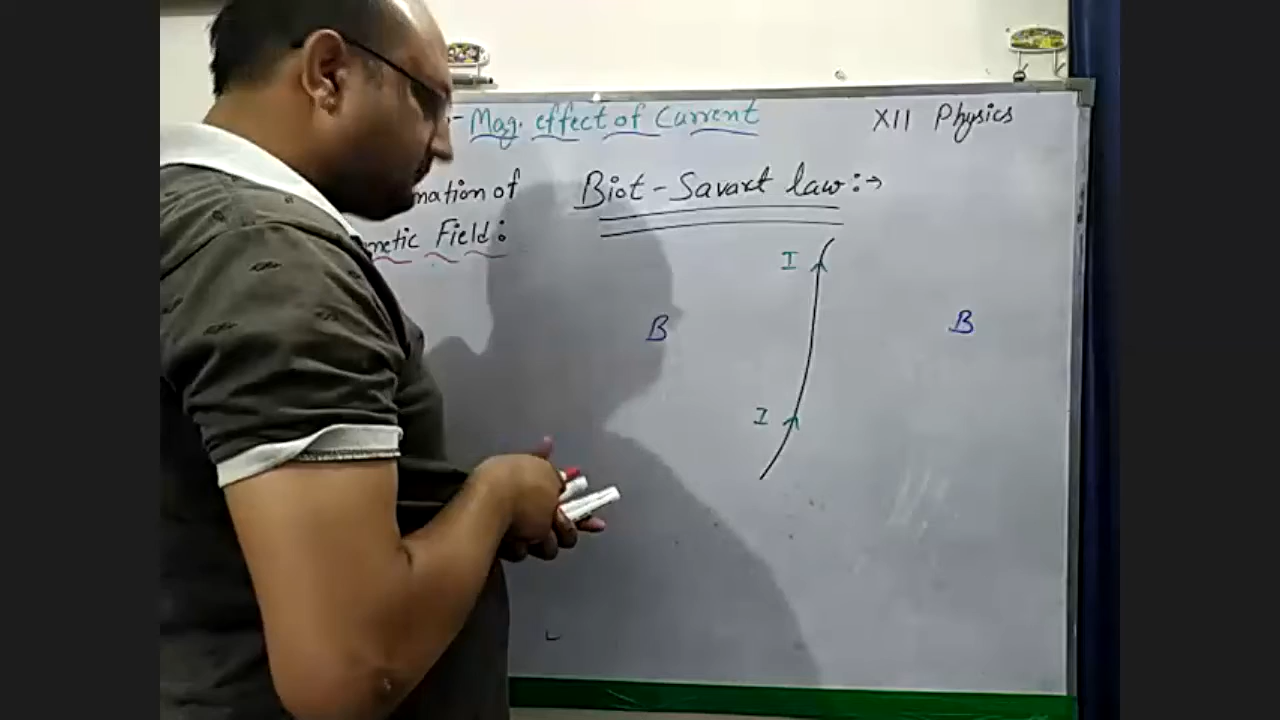 Mag. effect of Current
XII Physics
mation of
netic Field:
Biot-Savart law:→
I
B
B
I